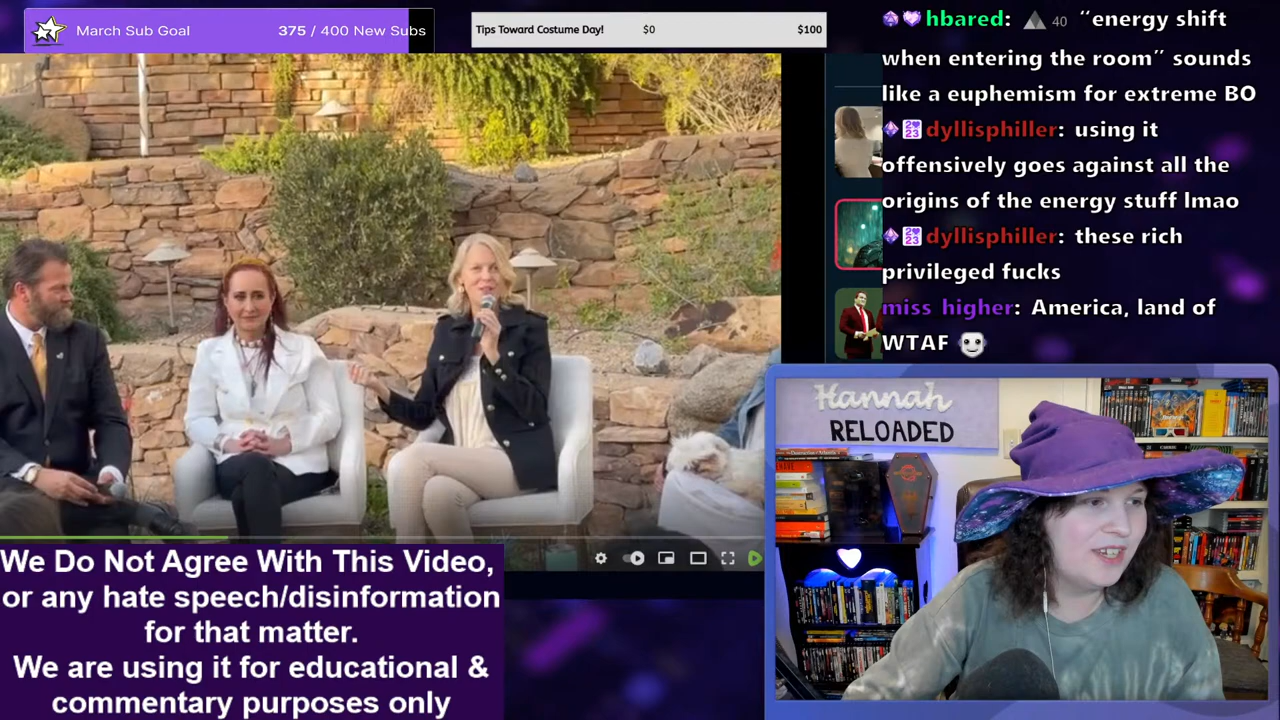 March Sub Goal
375 / 400 New Subs
Tips Toward Costume Day!
$0
$100
hbared: 40 “energy shift
when entering the room” sounds
like a euphemism for extreme BO
dyllisphiller: using it
offensively goes against all the
origins of the energy stuff lmao
dyllisphiller: these rich
privileged fucks
miss higher: America, land of
WTAF
Hannah
RELOADED
We Do Not Agree With This Video,
or any hate speech/disinformation
for that matter.
We are using it for educational &
commentary purposes only